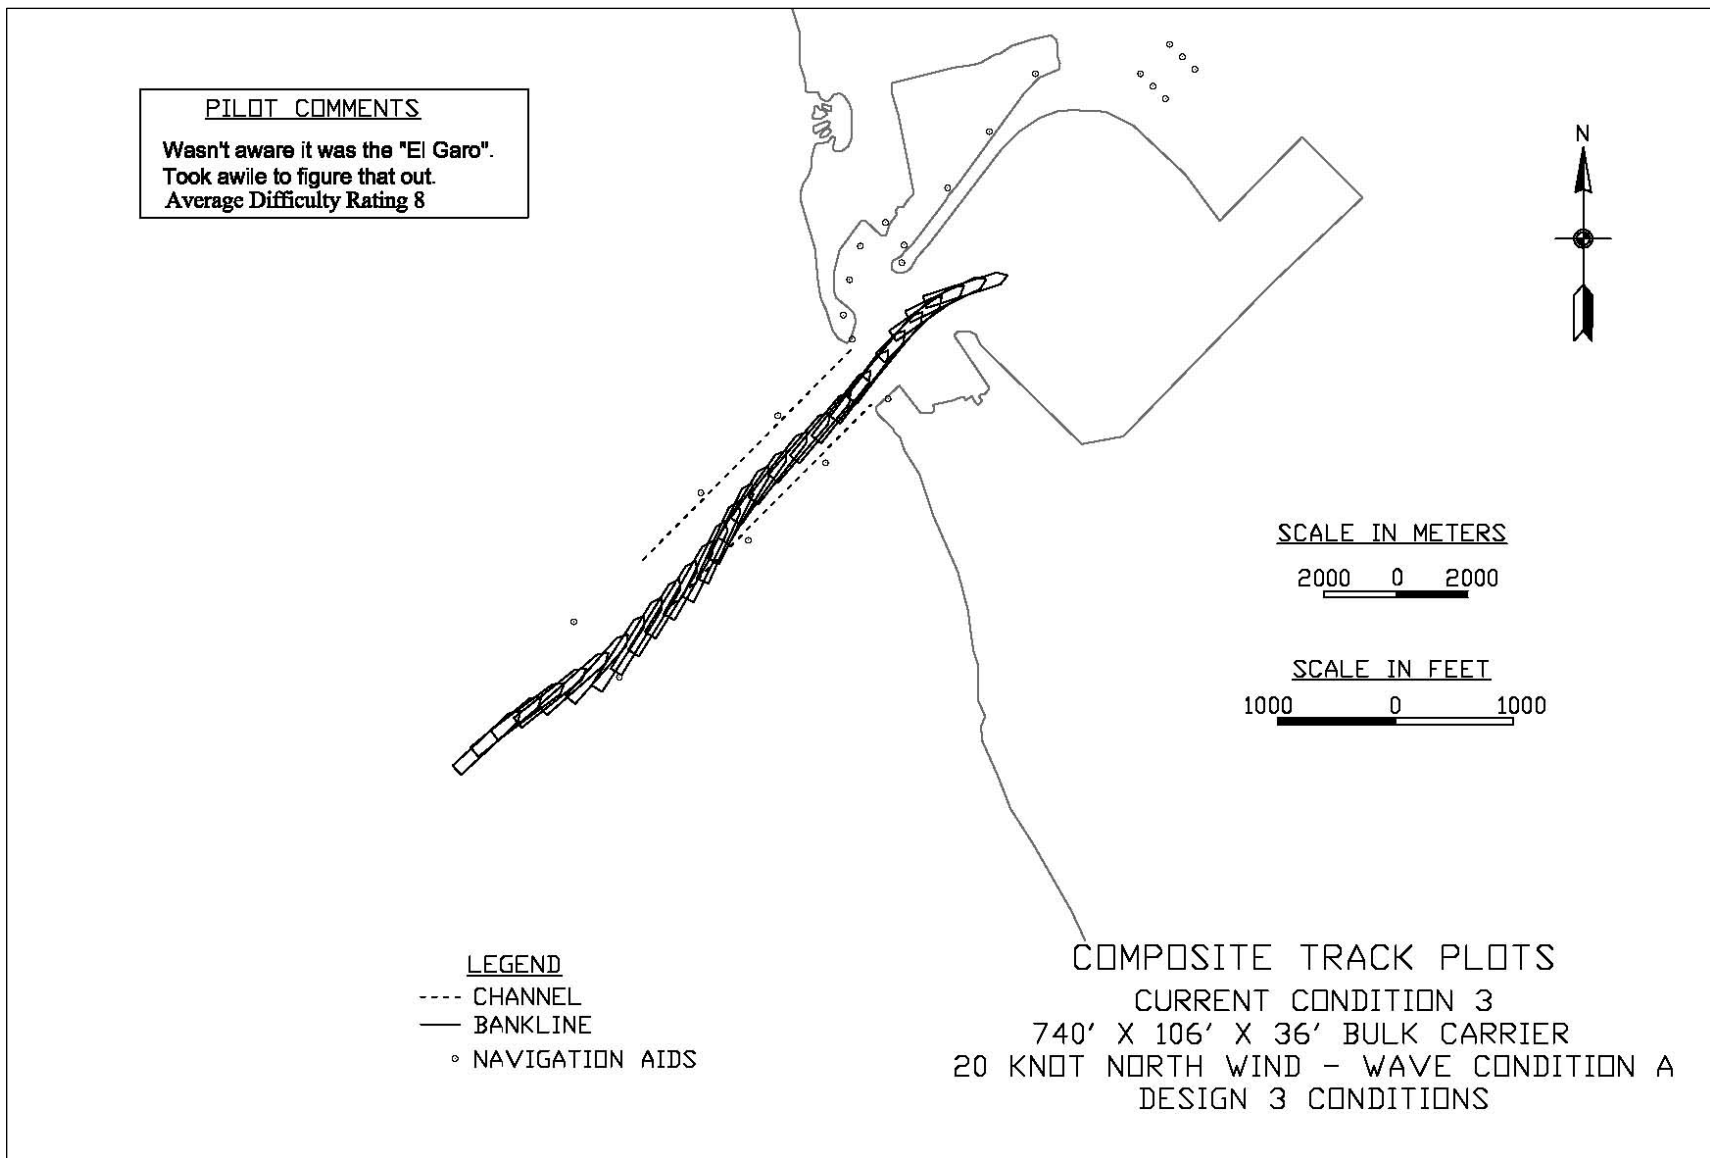 PILOT COMMENTS
Wasn't aware it was the "El Garo".
Took awile to figure that out.
Average Difficulty Rating 8
N
SCALE IN METERS
2000 0 2000
SCALE IN FEET
1000 0 1000
LEGEND
CHANNEL
BANKLINE
NAVIGATION AIDS
COMPOSITE TRACK PLOTS
CURRENT CONDITION 3
740' X 106' X 36' BULK CARRIER
20 KNOT NORTH WIND - WAVE CONDITION A
DESIGN 3 CONDITIONS